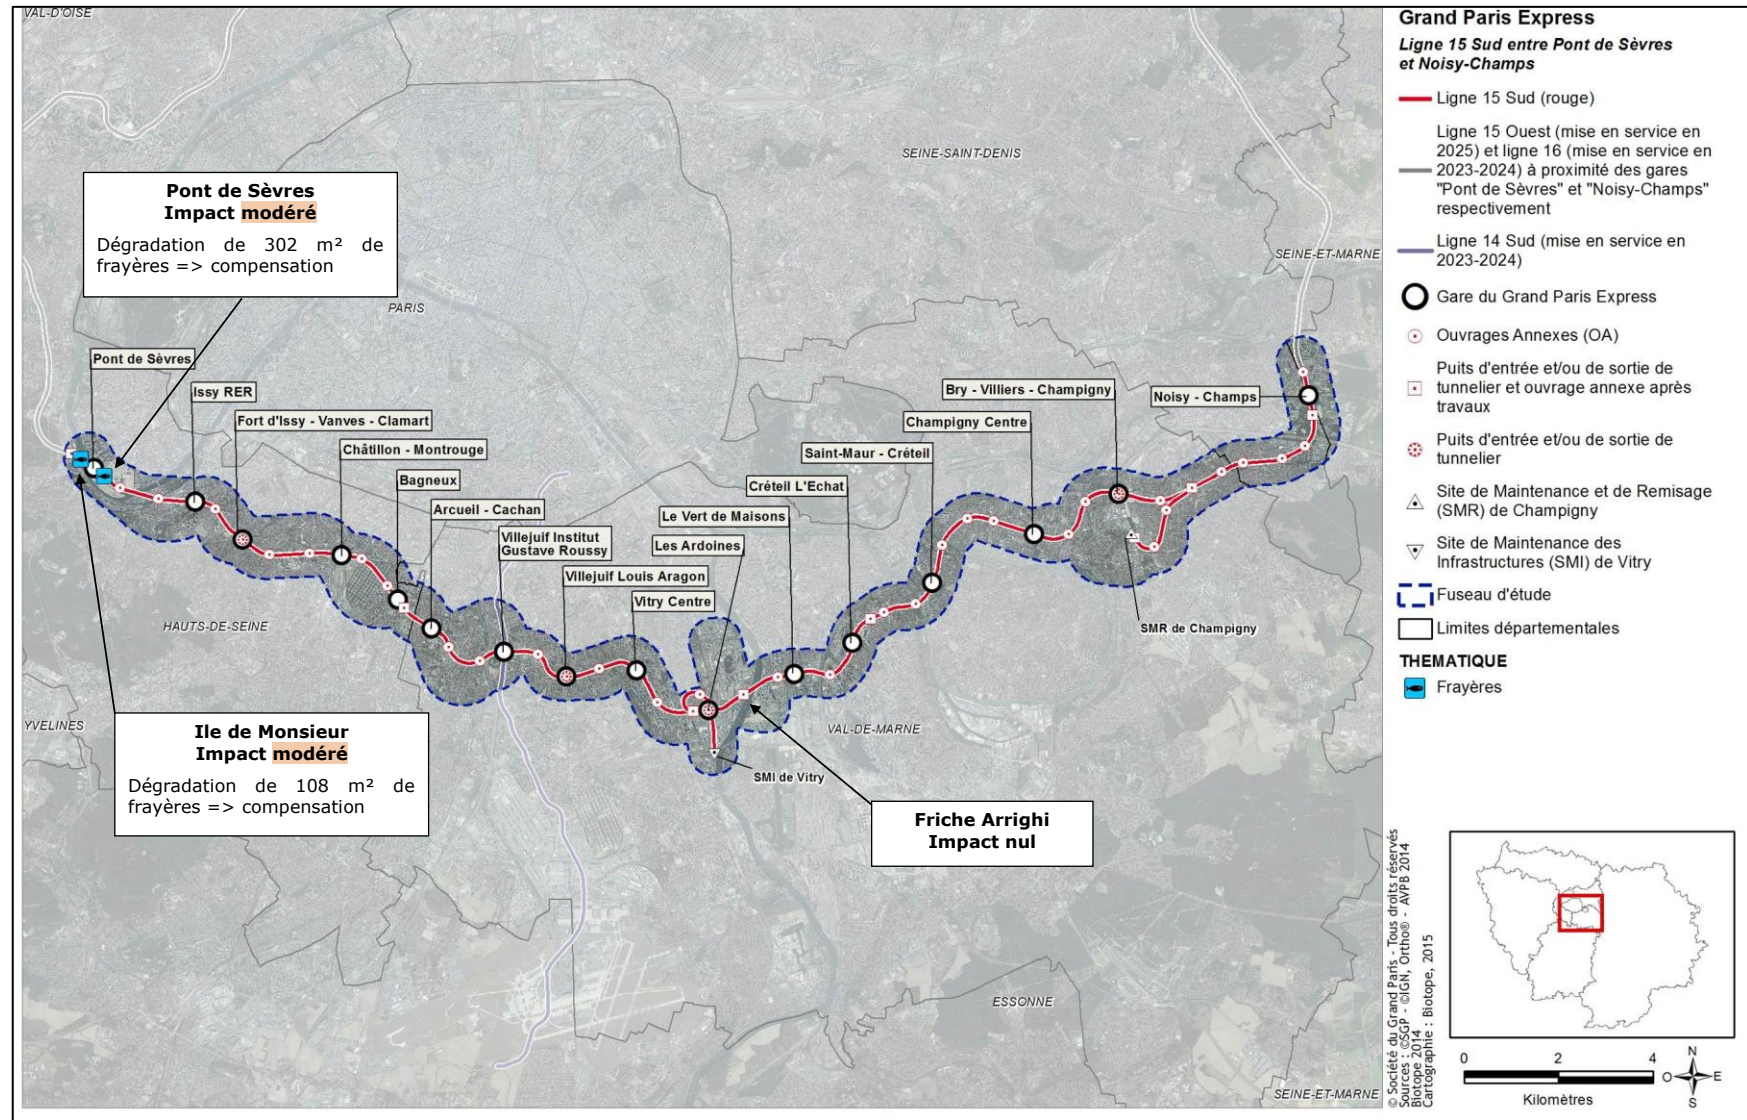 VAL-D'OISE
SEINE-SAINT-DENIS
SEINE-ET-MARNE
PARIS
Pont de Sèvres
Impact modéré
Dégradation de 302 m² de
frayères => compensation
Pont de Sèvres
Issy RER
Fort d'Issy - Vanves - Clamart
Châtillon - Montrouge
Bagneux
Arcueil - Cachan
Villejuif Institut
Gustave Roussy
Villejuif Louis Aragon
Vitry Centre
Les Ardoines
Le Vert de Maisons
Créteil L'Echat
Saint-Maur - Créteil
Champigny Centre
Bry - Villiers - Champigny
Noisy - Champs
SMR de Champigny
HAUTS-DE-SEINE
YVELINES
VAL-DE-MARNE
SMI de Vitry
Ile de Monsieur
Impact modéré
Dégradation de 108 m² de
frayères => compensation
Friche Arrighi
Impact nul
ESSONNE
SEINE-ET-MARNE
Grand Paris Express
Ligne 15 Sud entre Pont de Sèvres
et Noisy-Champs
Ligne 15 Sud (rouge)
Ligne 15 Ouest (mise en service en
2025) et ligne 16 (mise en service en
2023-2024) à proximité des gares
"Pont de Sèvres" et "Noisy-Champs"
respectivement
Ligne 14 Sud (mise en service en
2023-2024)
Gare du Grand Paris Express
Ouvrages Annexes (OA)
Puits d'entrée et/ou de sortie de
tunnelier et ouvrage annexe après
travaux
Puits d'entrée et/ou de sortie de
tunnelier
Site de Maintenance et de Remisage
(SMR) de Champigny
Site de Maintenance des
Infrastructures (SMI) de Vitry
Fuseau d'étude
Limites départementales
THEMATIQUE
Frayères
© Société du Grand Paris - Tous droits réservés
Sources : ©SGP - ©IGN, Ortho® - AVPB 2014
Biotope 2014
Cartographie : Biotope, 2015
0 2 4
Kilomètres
N
O E
S